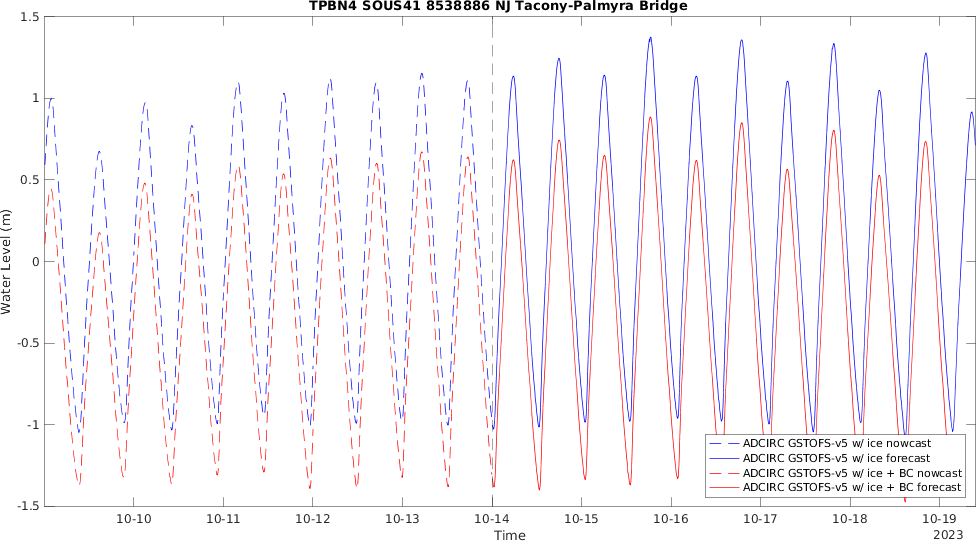 TPBN4 SOUS41 8538886 NJ Tacony-Palmyra Bridge
1.5
1
0.5
0
-0.5
-1
-1.5
Water Level (m)
10-10 10-11 10-12 10-13 10-14 10-15 10-16 10-17 10-18 10-19
Time
2023
ADCIRC GSTOFS-v5 w/ ice nowcast
ADCIRC GSTOFS-v5 w/ ice forecast
ADCIRC GSTOFS-v5 w/ ice + BC nowcast
ADCIRC GSTOFS-v5 w/ ice + BC forecast